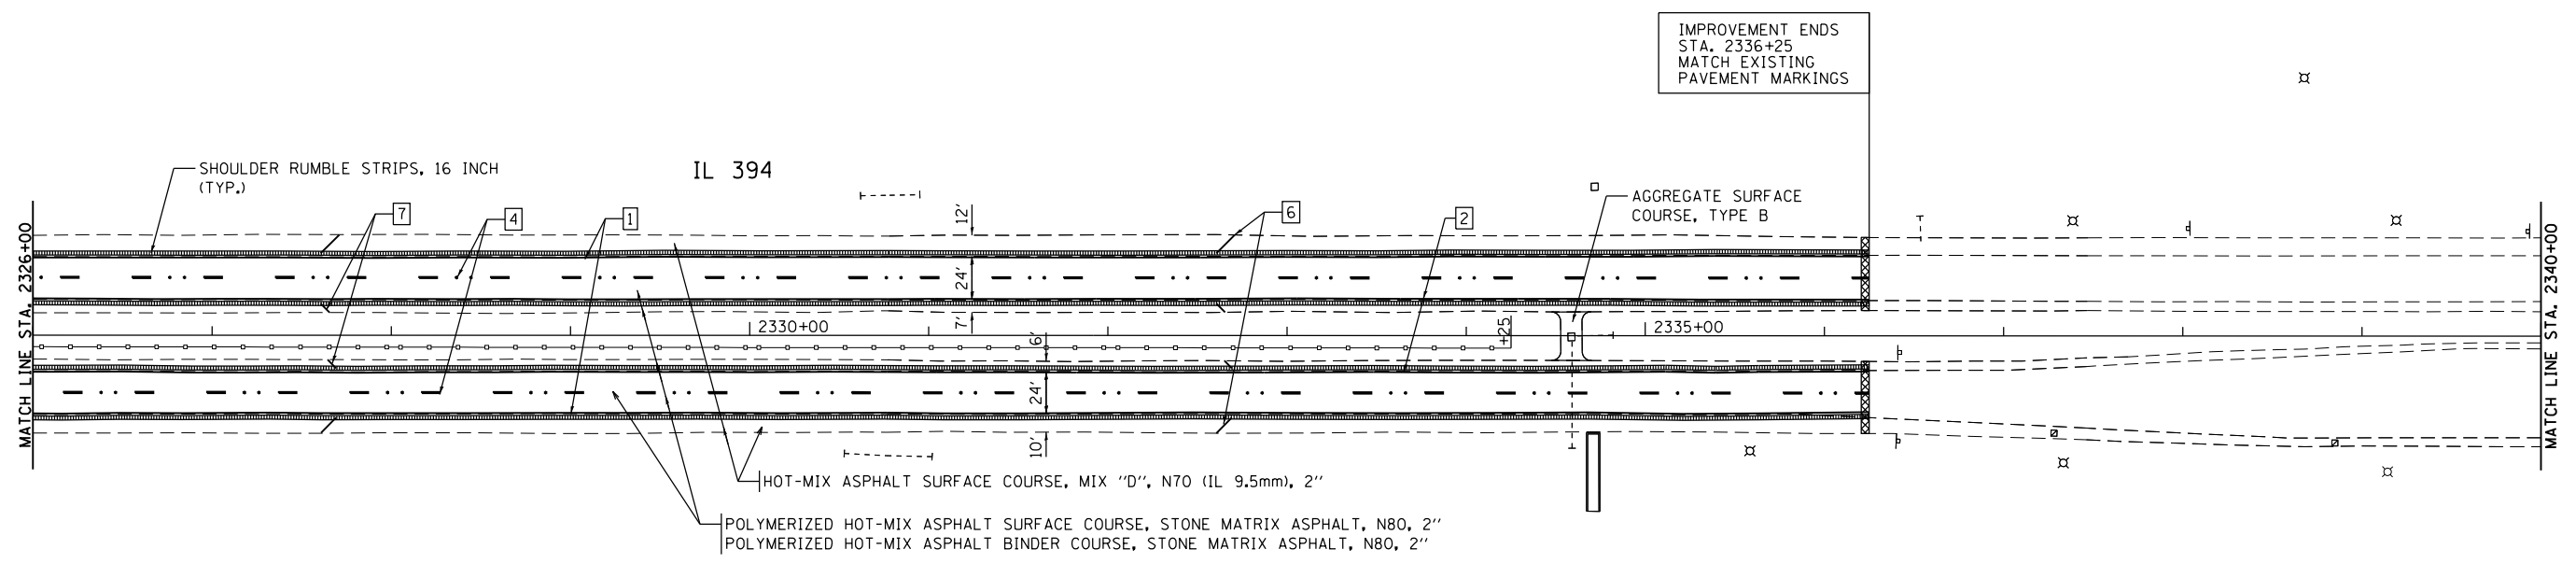 IMPROVEMENT ENDS
STA. 2336+25
MATCH EXISTING
PAVEMENT MARKINGS
SHOULDER RUMBLE STRIPS, 16 INCH
(TYP.)
IL 394
AGGREGATE SURFACE
COURSE, TYPE B
7
4
1
12'
6
2
MATCH LINE STA. 2326+00
MATCH LINE STA. 2340+00
24'
2330+00
7'
6'
+25
2335+00
24'
10'
HOT-MIX ASPHALT SURFACE COURSE, MIX "D", N70 (IL 9.5mm), 2"
POLYMERIZED HOT-MIX ASPHALT SURFACE COURSE, STONE MATRIX ASPHALT, N80, 2"
POLYMERIZED HOT-MIX ASPHALT BINDER COURSE, STONE MATRIX ASPHALT, N80, 2"